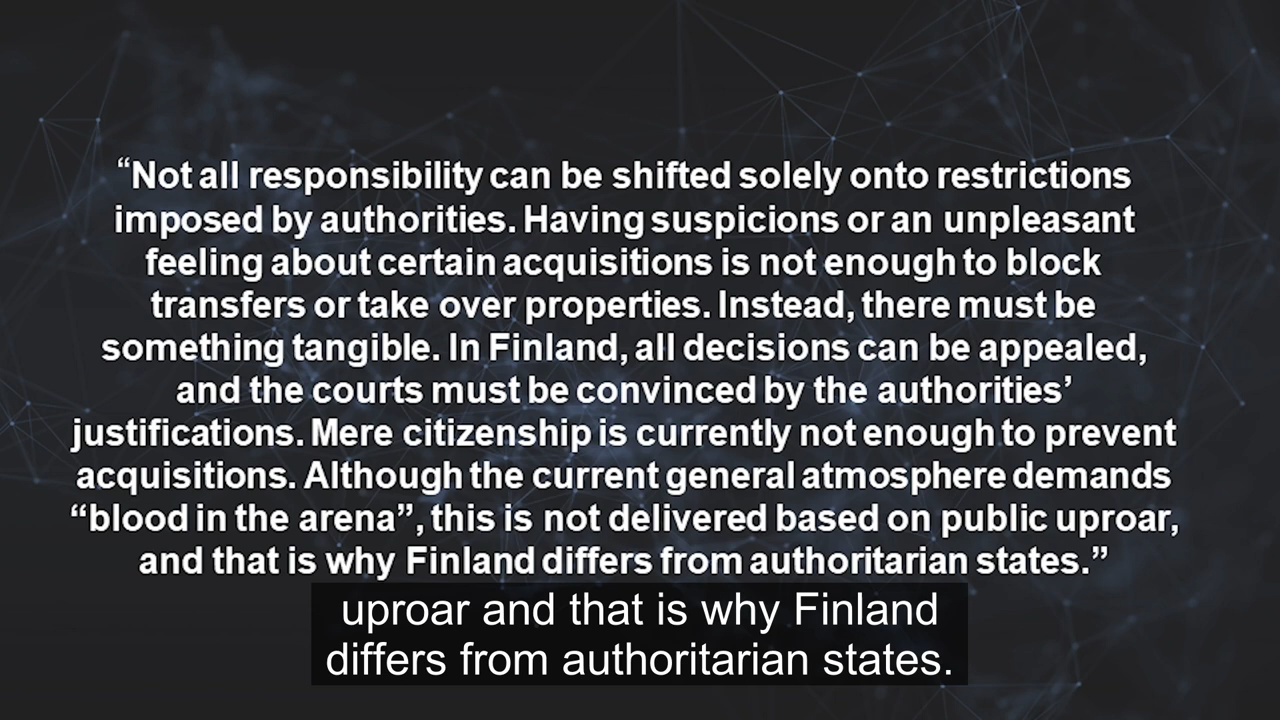 “Not all responsibility can be shifted solely onto restrictions
imposed by authorities. Having suspicions or an unpleasant
feeling about certain acquisitions is not enough to block
transfers or take over properties. Instead, there must be
something tangible. In Finland, all decisions can be appealed,
and the courts must be convinced by the authorities’
justifications. Mere citizenship is currently not enough to prevent
acquisitions. Although the current general atmosphere demands
“blood in the arena”, this is not delivered based on public uproar,
and that is why Finland differs from authoritarian states.”
uproar and that is why Finland
differs from authoritarian states.